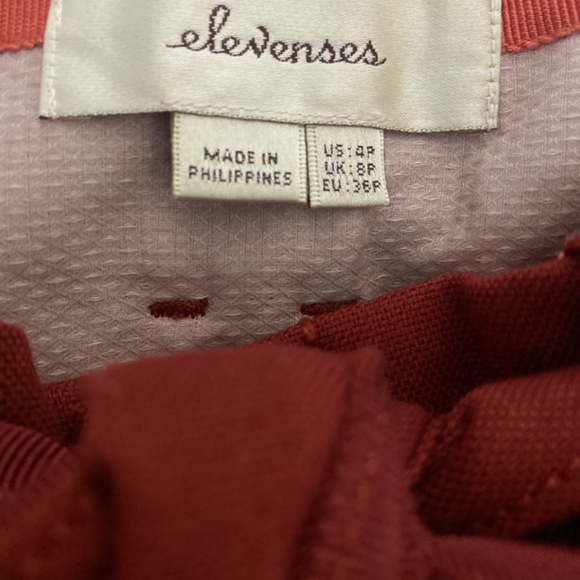 elevenses
MADE IN
PHILIPPINES
US:4P
UK:8P
EU:36P